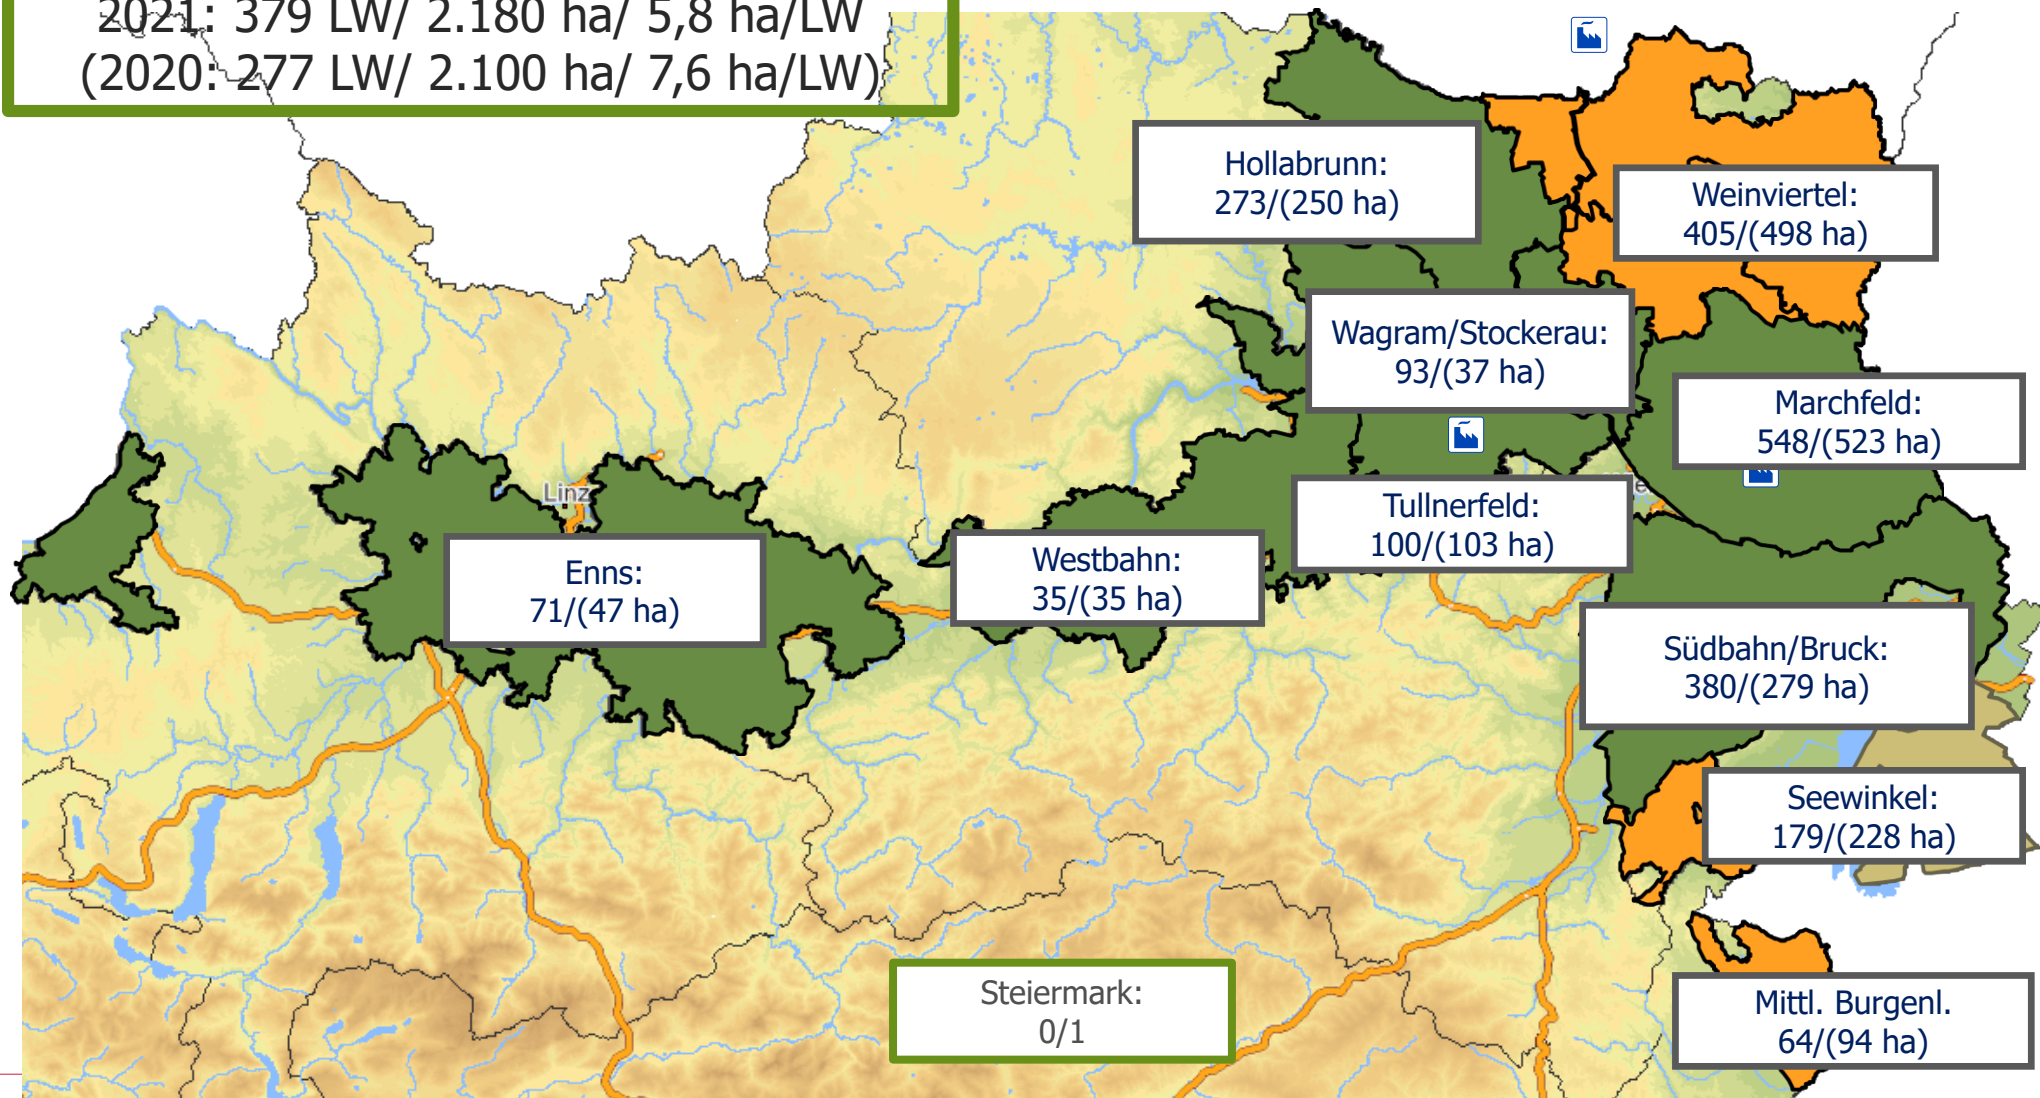 2021: 379 LW/ 2.180 ha/ 5,8 ha/LW
(2020: 277 LW/ 2.100 ha/ 7,6 ha/LW)
Hollabrunn:
273/(250 ha)
Weinviertel:
405/(498 ha)
Wagram/Stockerau:
93/(37 ha)
Marchfeld:
548/(523 ha)
Linz
Tullnerfeld:
100/(103 ha)
Enns:
71/(47 ha)
Westbahn:
35/(35 ha)
Südbahn/Bruck:
380/(279 ha)
Seewinkel:
179/(228 ha)
Steiermark:
0/1
Mittl. Burgenl.
64/(94 ha)